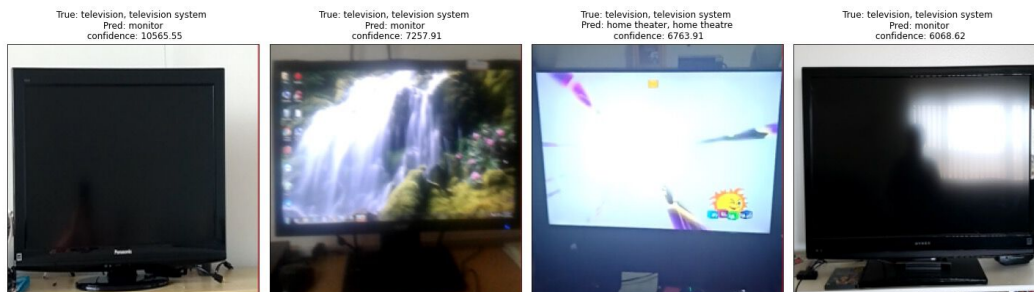 True: television, television system
Pred: monitor
confidence: 10565.55
True: television, television system
Pred: monitor
confidence: 7257.91
True: television, television system
Pred: home theater, home theatre
confidence: 6763.91
True: television, television system
Pred: monitor
confidence: 6068.62
Panasonic